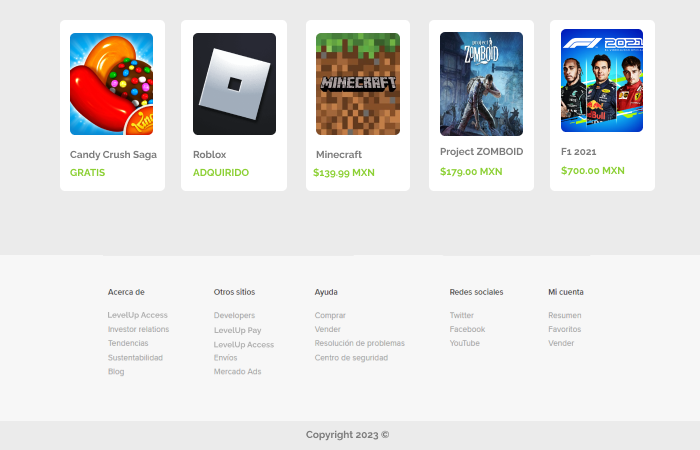 King
MINECRAFT
PROJECT
ZOMBOID
F1 2021
Candy Crush Saga
Roblox
Minecraft
Project ZOMBOID
F1 2021
GRATIS
ADQUIRIDO
$139.99 MXN
$179.00 MXN
$700.00 MXN
Acerca de
LevelUp Access
Investor relations
Tendencias
Sustentabilidad
Blog
Otros sitios
Developers
LevelUp Pay
LevelUp Access
Envíos
Mercado Ads
Ayuda
Comprar
Vender
Resolución de problemas
Centro de seguridad
Redes sociales
Twitter
Facebook
YouTube
Mi cuenta
Resumen
Favoritos
Vender
Copyright 2023 ©